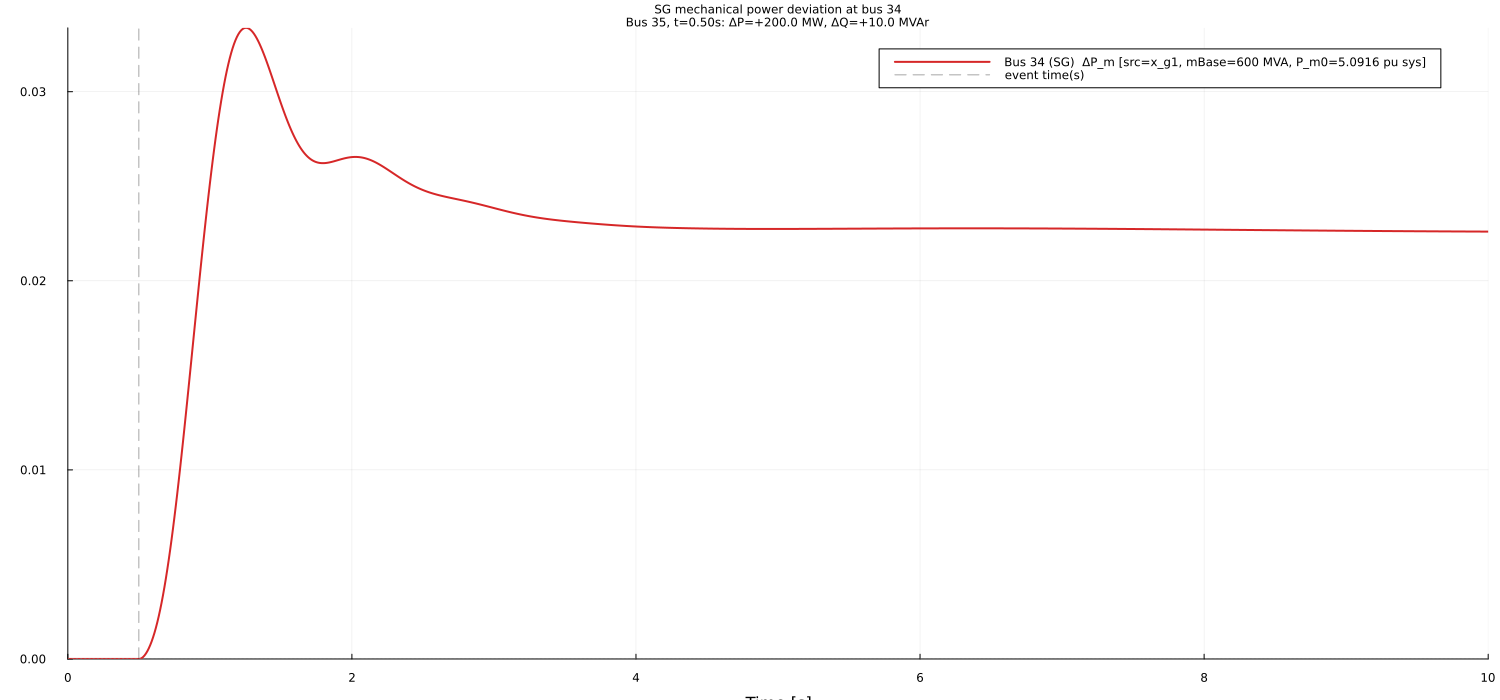 SG mechanical power deviation at bus 34
Bus 35, t=0.50s: ΔP=+200.0 MW, ΔQ=+10.0 MVAr
Bus 34 (SG)  ΔP_m [src=x_g1, mBase=600 MVA, P_m0=5.0916 pu sys]
event time(s)
0.03
0.02
0.01
0.00
0 2 4 6 8 10
Time [s]